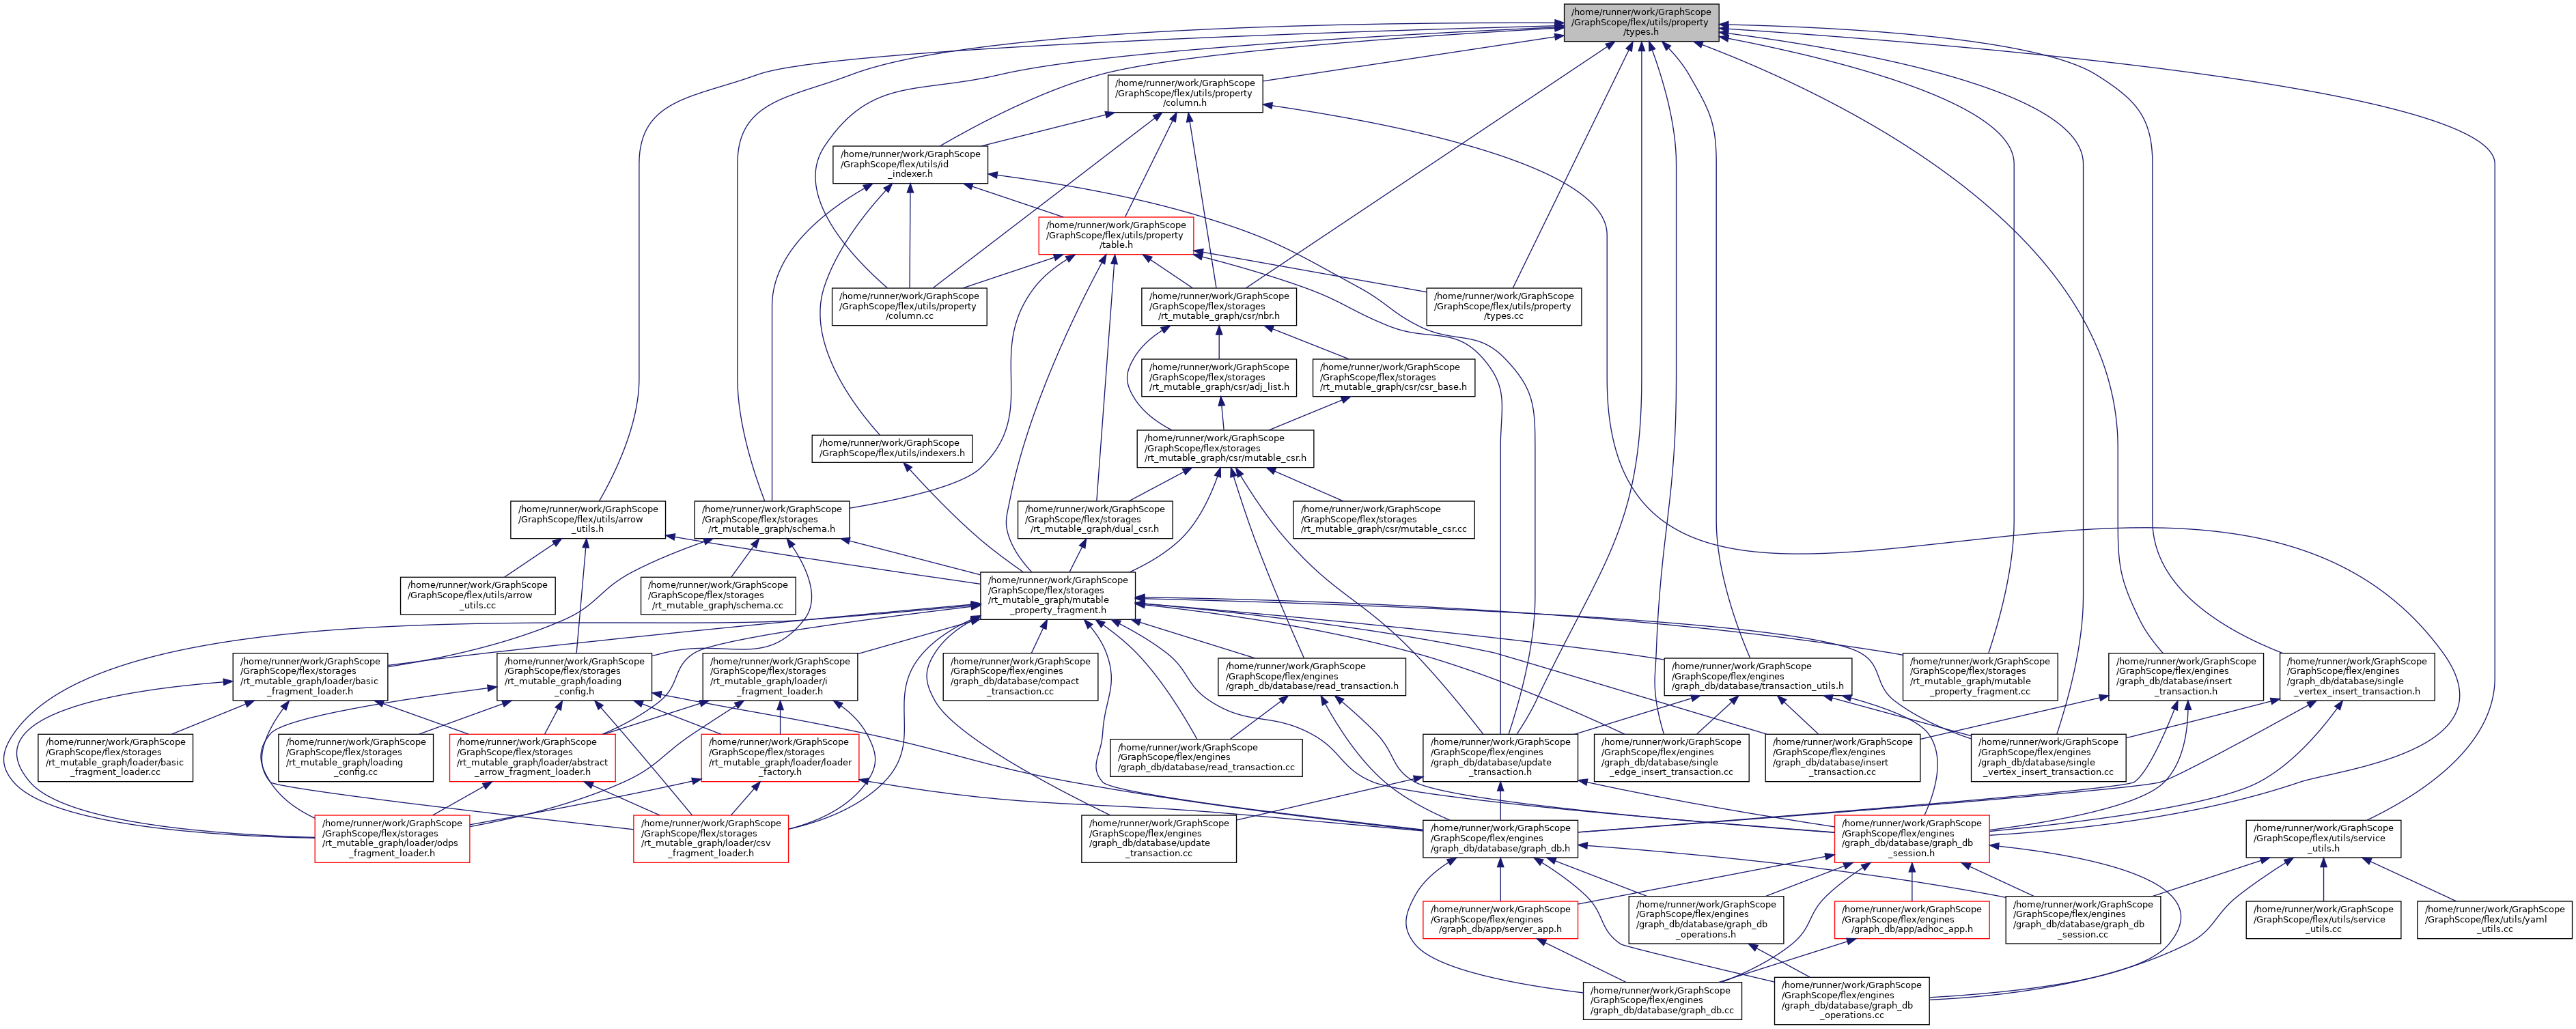 /home/runner/work/GraphScope
/GraphScope/flex/utils/property
/types.h
/home/runner/work/GraphScope
/GraphScope/flex/utils/property
/column.h
/home/runner/work/GraphScope
/GraphScope/flex/utils/id
_indexer.h
/home/runner/work/GraphScope
/GraphScope/flex/utils/property
/table.h
/home/runner/work/GraphScope
/GraphScope/flex/utils/property
/column.cc
/home/runner/work/GraphScope
/GraphScope/flex/storages
/rt_mutable_graph/csr/nbr.h
/home/runner/work/GraphScope
/GraphScope/flex/utils/property
/types.cc
/home/runner/work/GraphScope
/GraphScope/flex/storages
/rt_mutable_graph/csr/adj_list.h
/home/runner/work/GraphScope
/GraphScope/flex/storages
/rt_mutable_graph/csr/csr_base.h
/home/runner/work/GraphScope
/GraphScope/flex/utils/indexers.h
/home/runner/work/GraphScope
/GraphScope/flex/storages
/rt_mutable_graph/csr/mutable_csr.h
/home/runner/work/GraphScope
/GraphScope/flex/utils/arrow
_utils.h
/home/runner/work/GraphScope
/GraphScope/flex/storages
/rt_mutable_graph/schema.h
/home/runner/work/GraphScope
/GraphScope/flex/storages
/rt_mutable_graph/dual_csr.h
/home/runner/work/GraphScope
/GraphScope/flex/storages
/rt_mutable_graph/csr/mutable_csr.cc
/home/runner/work/GraphScope
/GraphScope/flex/utils/arrow
_utils.cc
/home/runner/work/GraphScope
/GraphScope/flex/storages
/rt_mutable_graph/schema.cc
/home/runner/work/GraphScope
/GraphScope/flex/storages
/rt_mutable_graph/mutable
_property_fragment.h
/home/runner/work/GraphScope
/GraphScope/flex/storages
/rt_mutable_graph/loader/basic
_fragment_loader.h
/home/runner/work/GraphScope
/GraphScope/flex/storages
/rt_mutable_graph/loading
_config.h
/home/runner/work/GraphScope
/GraphScope/flex/storages
/rt_mutable_graph/loader/i
_fragment_loader.h
/home/runner/work/GraphScope
/GraphScope/flex/engines
/graph_db/database/compact
_transaction.cc
/home/runner/work/GraphScope
/GraphScope/flex/engines
/graph_db/database/read_transaction.h
/home/runner/work/GraphScope
/GraphScope/flex/engines
/graph_db/database/transaction_utils.h
/home/runner/work/GraphScope
/GraphScope/flex/storages
/rt_mutable_graph/mutable
_property_fragment.cc
/home/runner/work/GraphScope
/GraphScope/flex/engines
/graph_db/database/insert
_transaction.h
/home/runner/work/GraphScope
/GraphScope/flex/engines
/graph_db/database/single
_vertex_insert_transaction.h
/home/runner/work/GraphScope
/GraphScope/flex/storages
/rt_mutable_graph/loader/basic
_fragment_loader.cc
/home/runner/work/GraphScope
/GraphScope/flex/storages
/rt_mutable_graph/loading
_config.cc
/home/runner/work/GraphScope
/GraphScope/flex/storages
/rt_mutable_graph/loader/abstract
_arrow_fragment_loader.h
/home/runner/work/GraphScope
/GraphScope/flex/storages
/rt_mutable_graph/loader/loader
_factory.h
/home/runner/work/GraphScope
/GraphScope/flex/engines
/graph_db/database/read_transaction.cc
/home/runner/work/GraphScope
/GraphScope/flex/engines
/graph_db/database/update
_transaction.h
/home/runner/work/GraphScope
/GraphScope/flex/engines
/graph_db/database/single
_edge_insert_transaction.cc
/home/runner/work/GraphScope
/GraphScope/flex/engines
/graph_db/database/insert
_transaction.cc
/home/runner/work/GraphScope
/GraphScope/flex/engines
/graph_db/database/single
_vertex_insert_transaction.cc
/home/runner/work/GraphScope
/GraphScope/flex/storages
/rt_mutable_graph/loader/odps
_fragment_loader.h
/home/runner/work/GraphScope
/GraphScope/flex/storages
/rt_mutable_graph/loader/csv
_fragment_loader.h
/home/runner/work/GraphScope
/GraphScope/flex/engines
/graph_db/database/update
_transaction.cc
/home/runner/work/GraphScope
/GraphScope/flex/engines
/graph_db/database/graph_db.h
/home/runner/work/GraphScope
/GraphScope/flex/engines
/graph_db/database/graph_db
_session.h
/home/runner/work/GraphScope
/GraphScope/flex/utils/service
_utils.h
/home/runner/work/GraphScope
/GraphScope/flex/engines
/graph_db/app/server_app.h
/home/runner/work/GraphScope
/GraphScope/flex/engines
/graph_db/database/graph_db
_operations.h
/home/runner/work/GraphScope
/GraphScope/flex/engines
/graph_db/app/adhoc_app.h
/home/runner/work/GraphScope
/GraphScope/flex/engines
/graph_db/database/graph_db
_session.cc
/home/runner/work/GraphScope
/GraphScope/flex/utils/service
_utils.cc
/home/runner/work/GraphScope
/GraphScope/flex/utils/yaml
_utils.cc
/home/runner/work/GraphScope
/GraphScope/flex/engines
/graph_db/database/graph_db.cc
/home/runner/work/GraphScope
/GraphScope/flex/engines
/graph_db/database/graph_db
_operations.cc